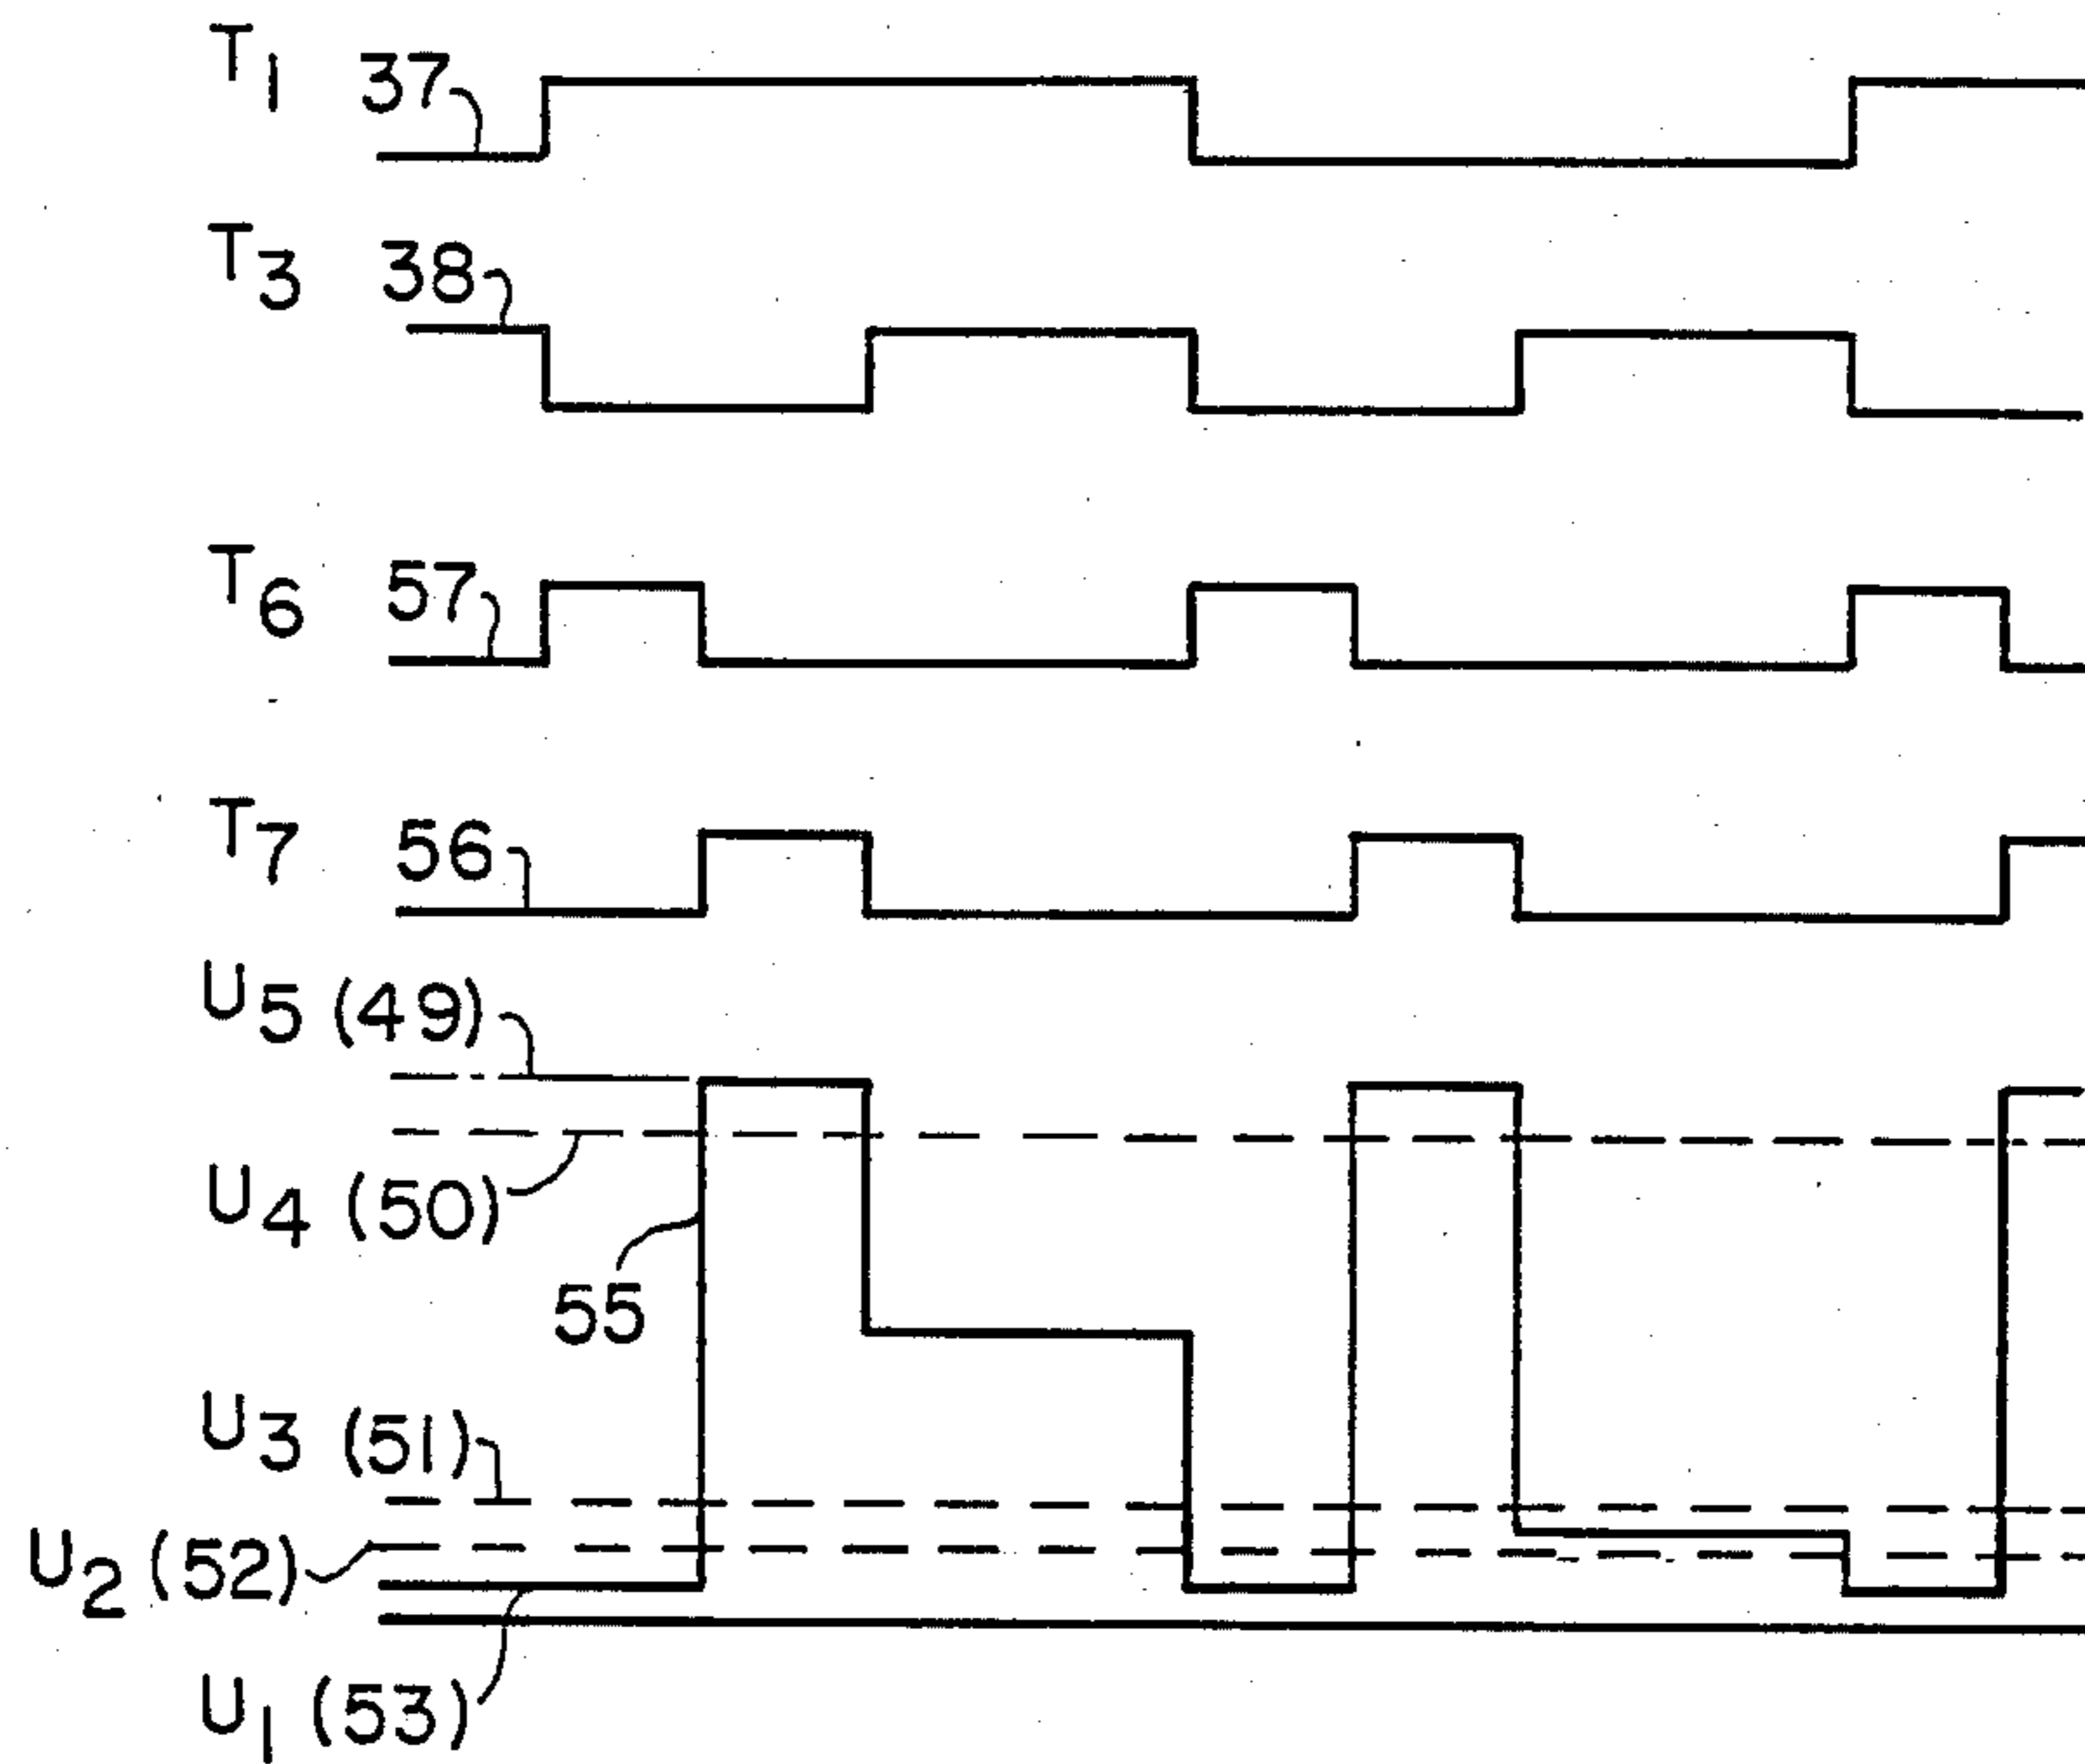 T1 37
T3 38
T6 57
T7 56
U5 (49)
U4 (50)
55
U3 (51)
U2 (52)
U1 (53)